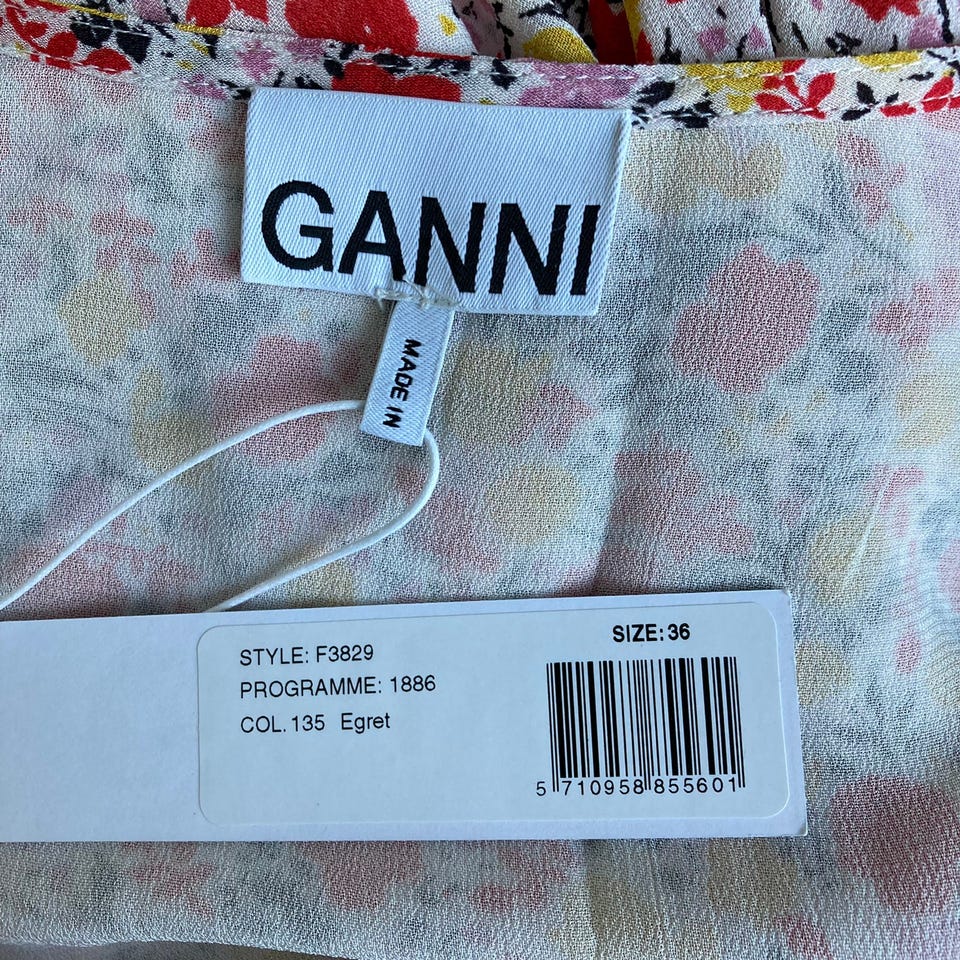 GANNI
MADE IN
STYLE: F3829
PROGRAMME: 1886
COL. 135 Egret
SIZE: 36
5 710958 855601